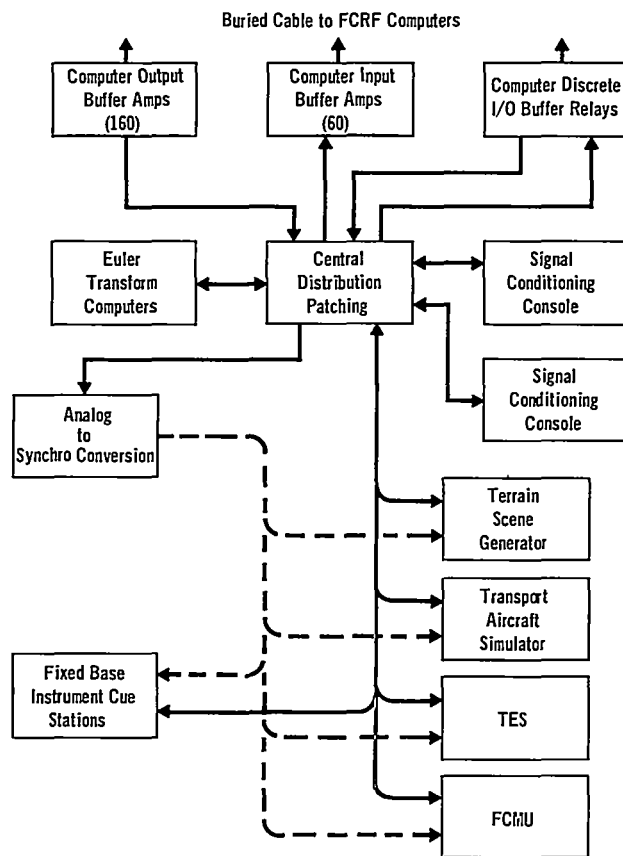 Buried Cable to FCRF Computers
Computer Output
Buffer Amps
(160)
Computer Input
Buffer Amps
(60)
Computer Discrete
I/O Buffer Relays
Euler
Transform
Computers
Central
Distribution
Patching
Signal
Conditioning
Console
Signal
Conditioning
Console
Analog
to
Synchro Conversion
Terrain
Scene
Generator
Transport
Aircraft
Simulator
Fixed Base
Instrument Cue
Stations
TES
FCMU